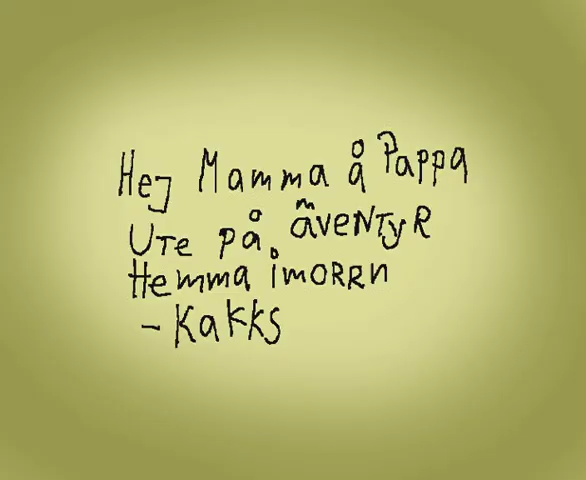 Hej Mamma å Pappa
Ute på äventyr
Hemma imorrn
- Kakks